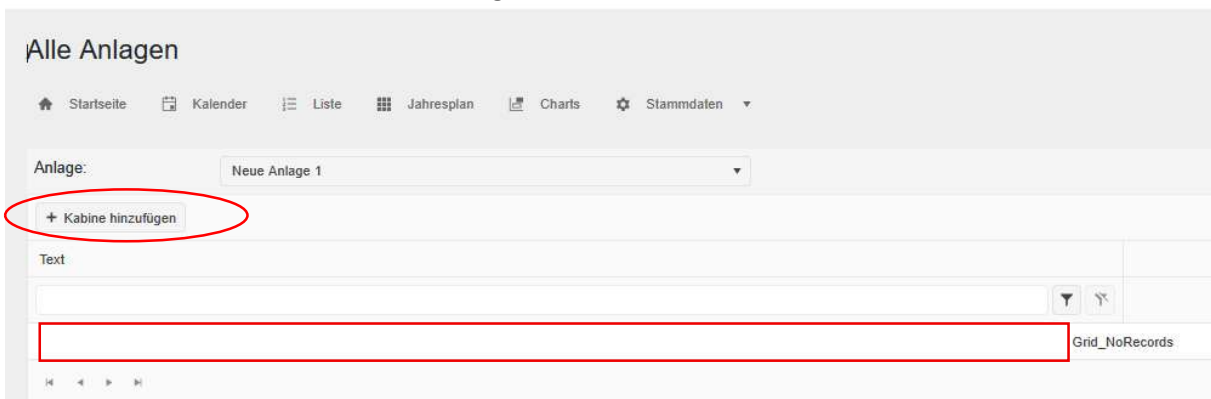 Alle Anlagen
Startseite Kalender Liste Jahresplan Charts Stammdaten
Anlage: Neue Anlage 1
+ Kabine hinzufügen
Text
Grid_NoRecords